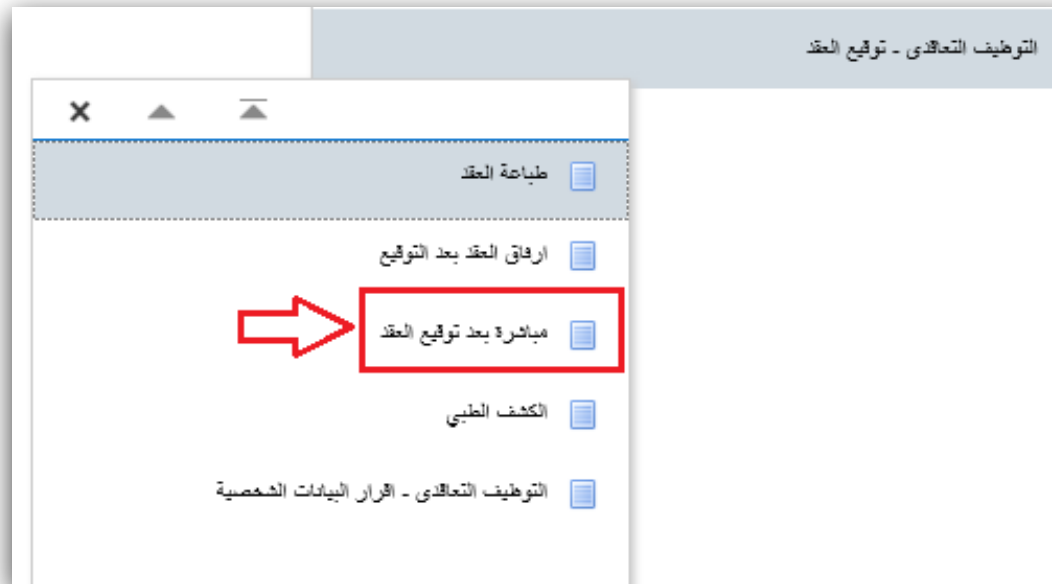 التوظيف التعاقدى - توقيع العقد
طباعة العقد
ارفاق العقد بعد التوقيع
مباشرة بعد توقيع العقد
الكشف الطبي
التوظيف التعاقدى - اقرار البيانات الشخصية